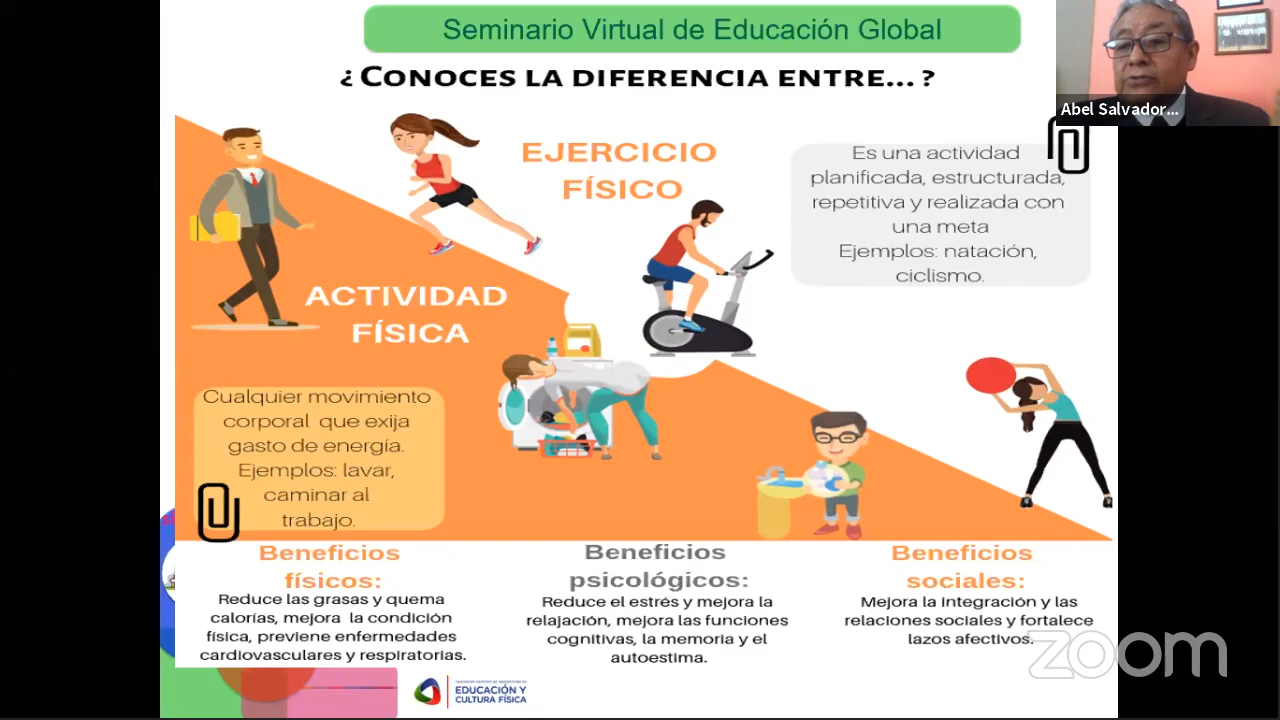 Seminario Virtual de Educación Global
¿CONOCES LA DIFERENCIA ENTRE...?
Abel Salvador...
EJERCICIO
FÍSICO
Es una actividad
planificada, estructurada,
repetitiva y realizada con
una meta
Ejemplos: natación,
ciclismo.
ACTIVIDAD
FÍSICA
Cualquier movimiento
corporal que exija
gasto de energía.
Ejemplos: lavar,
caminar al
trabajo.
Beneficios
físicos:
Reduce las grasas y quema
calorías, mejora la condición
física, previene enfermedades
cardiovasculares y respiratorias.
Beneficios
psicológicos:
Reduce el estrés y mejora la
relajación, mejora las funciones
cognitivas, la memoria y el
autoestima.
Beneficios
sociales:
Mejora la integración y las
relaciones sociales y fortalece
lazos afectivos.
zoom
EDUCACIÓN Y
CULTURA FÍSICA